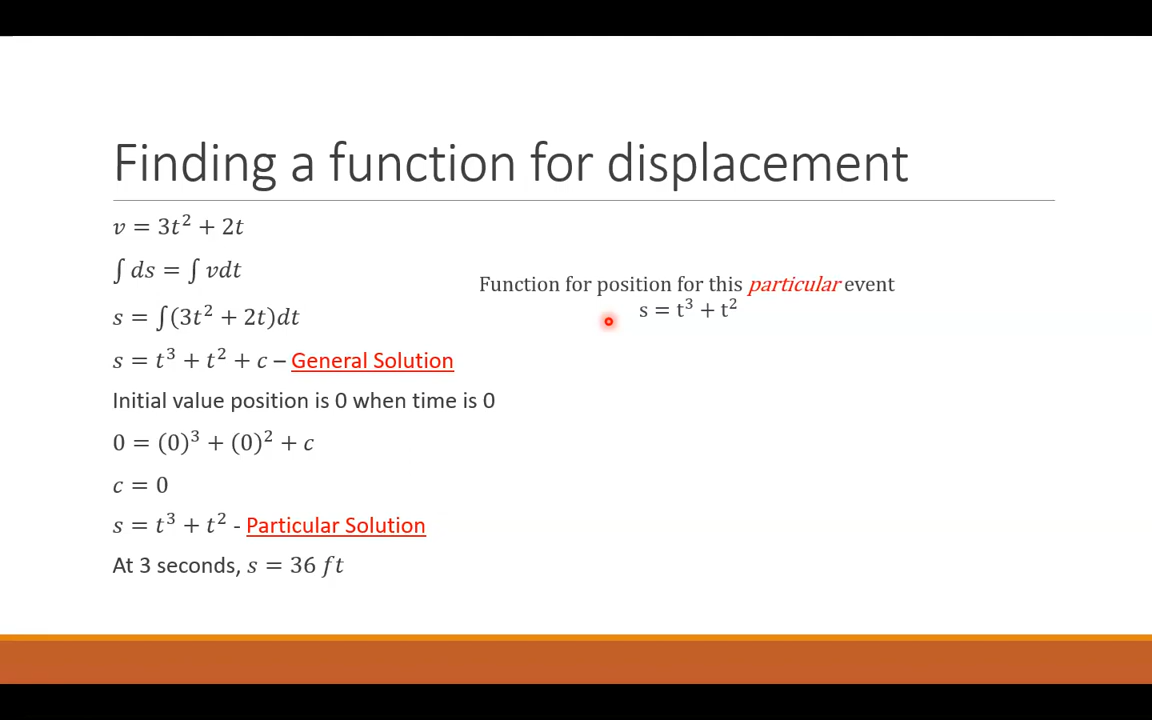 Finding a function for displacement
v = 3t² + 2t
∫ ds = ∫ vdt
s = ∫(3t² + 2t)dt
s = t³ + t² + c – General Solution
Initial value position is 0 when time is 0
0 = (0)³ + (0)² + c
c = 0
s = t³ + t² - Particular Solution
At 3 seconds, s = 36 ft
Function for position for this particular event
s = t³ + t²